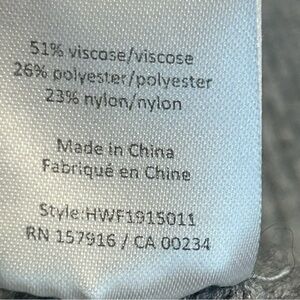 51% viscose/viscose
26% polyester/polyester
23% nylon/nylon
Made in China
Fabriquê en Chine
Style:HWF1915011
RN 157916 / CA 00234